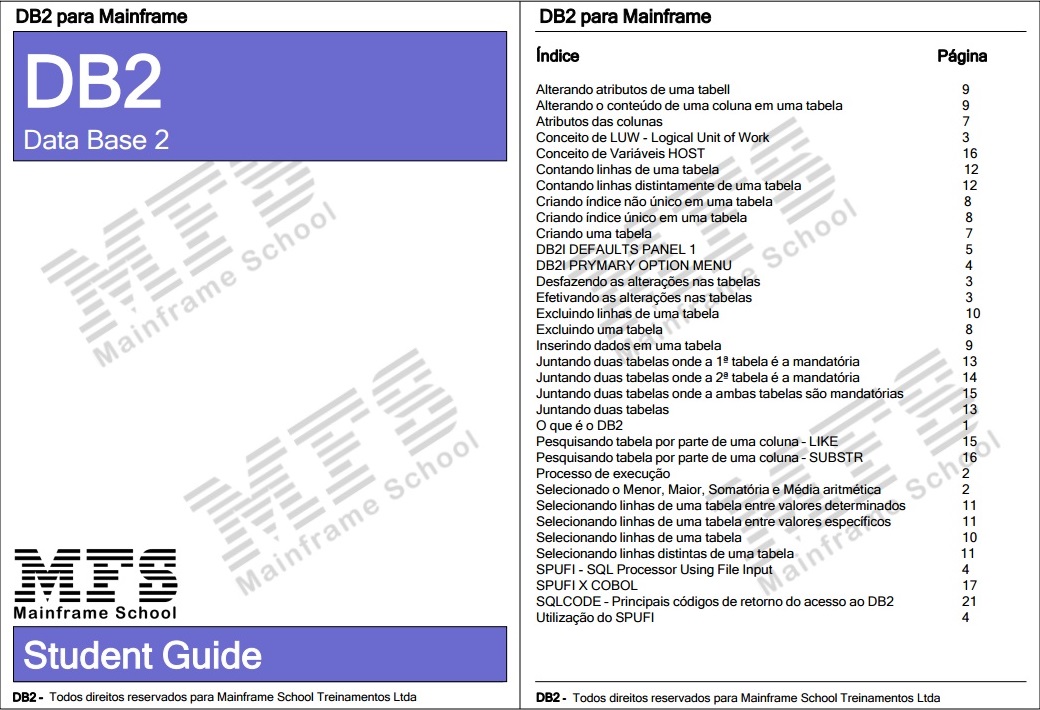 DB2 para Mainframe
DB2
Data Base 2
MFS
Mainframe School
MFS
Mainframe School
MFS
Mainframe School
Student Guide
DB2 - Todos direitos reservados para Mainframe School Treinamentos Ltda
DB2 para Mainframe
Índice Página
Alterando atributos de uma tabell 9
Alterando o conteúdo de uma coluna em uma tabela 9
Atributos das colunas 7
Conceito de LUW - Logical Unit of Work 3
Conceito de Variáveis HOST 16
Contando linhas de uma tabela 12
Contando linhas distintamente de uma tabela 12
Criando índice não único em uma tabela 8
Criando índice único em uma tabela 8
Criando uma tabela 7
DB2I DEFAULTS PANEL 1 5
DB2I PRYMARY OPTION MENU 4
Desfazendo as alterações nas tabelas 3
Efetivando as alterações nas tabelas 3
Excluindo linhas de uma tabela 10
Excluindo uma tabela 8
Inserindo dados em uma tabela 9
Juntando duas tabelas onde a 1ª tabela é a mandatória 13
Juntando duas tabelas onde a 2ª tabela é a mandatória 14
Juntando duas tabelas onde a ambas tabelas são mandatórias 15
Juntando duas tabelas 13
O que é o DB2 1
Pesquisando tabela por parte de uma coluna - LIKE 15
Pesquisando tabela por parte de uma coluna - SUBSTR 16
Processo de execução 2
Selecionado o Menor, Maior, Somatória e Média aritmética 2
Selecionando linhas de uma tabela entre valores determinados 11
Selecionando linhas de uma tabela entre valores específicos 11
Selecionando linhas de uma tabela 10
Selecionando linhas distintas de uma tabela 11
SPUFI - SQL Processor Using File Input 4
SPUFI X COBOL 17
SQLCODE - Principais códigos de retorno do acesso ao DB2 21
Utilização do SPUFI 4
MFS
Mainframe School
MFS
Mainframe School
DB2 - Todos direitos reservados para Mainframe School Treinamentos Ltda